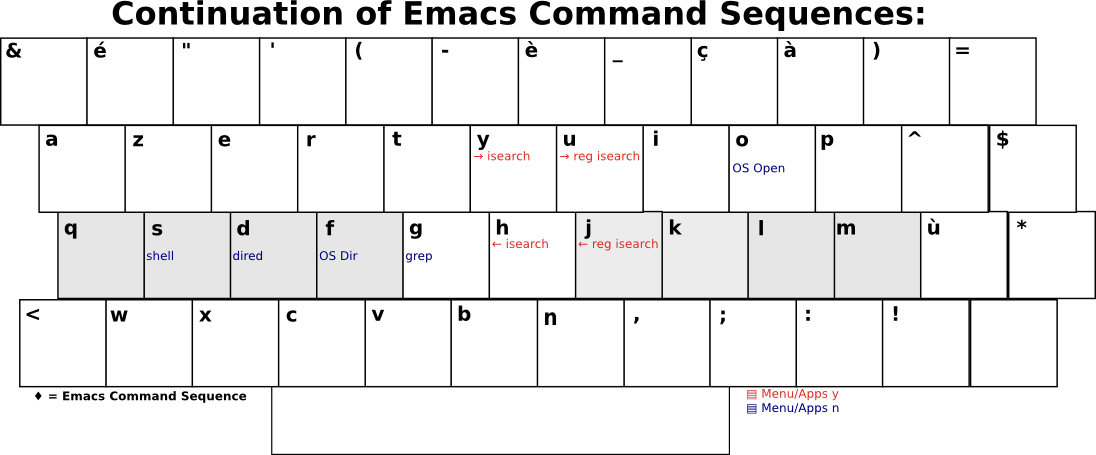 Continuation of Emacs Command Sequences:
& é " ' ( - è _ ç à ) =
a z e r t y u i o p ^ $
→ isearch → reg isearch
OS Open
q s d f g h j k l m ù *
← isearch ← reg isearch
shell dired OS Dir grep
< w x c v b n , ; : !
♦ = Emacs Command Sequence
▤ Menu/Apps y
▤ Menu/Apps n